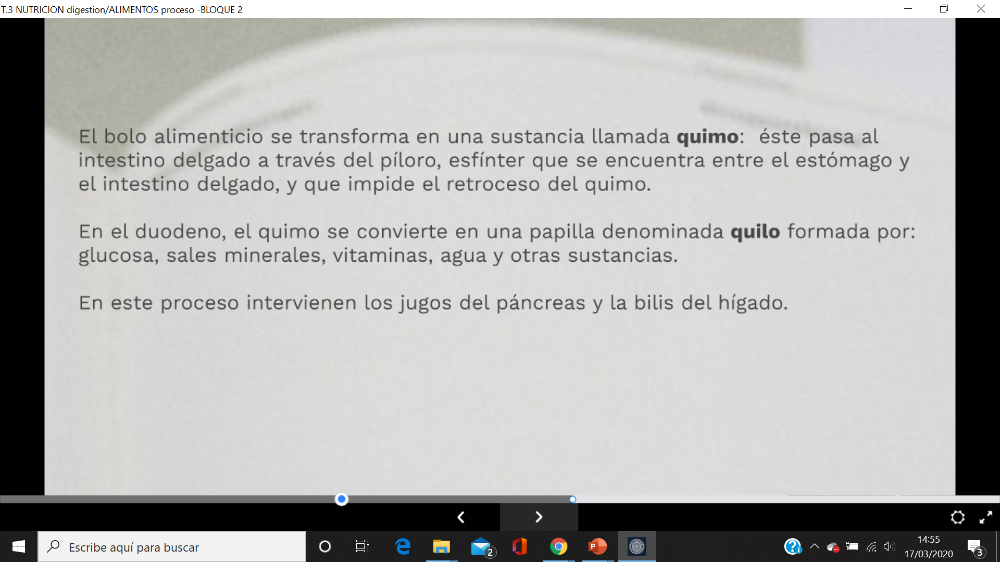 T.3 NUTRICION digestion/ALIMENTOS proceso -BLOQUE 2
El bolo alimenticio se transforma en una sustancia llamada quimo:  éste pasa al
intestino delgado a través del píloro, esfínter que se encuentra entre el estómago y
el intestino delgado, y que impide el retroceso del quimo.
En el duodeno, el quimo se convierte en una papilla denominada quilo formada por:
glucosa, sales minerales, vitaminas, agua y otras sustancias.
En este proceso intervienen los jugos del páncreas y la bilis del hígado.
Escribe aquí para buscar
2
14:55
17/03/2020
3